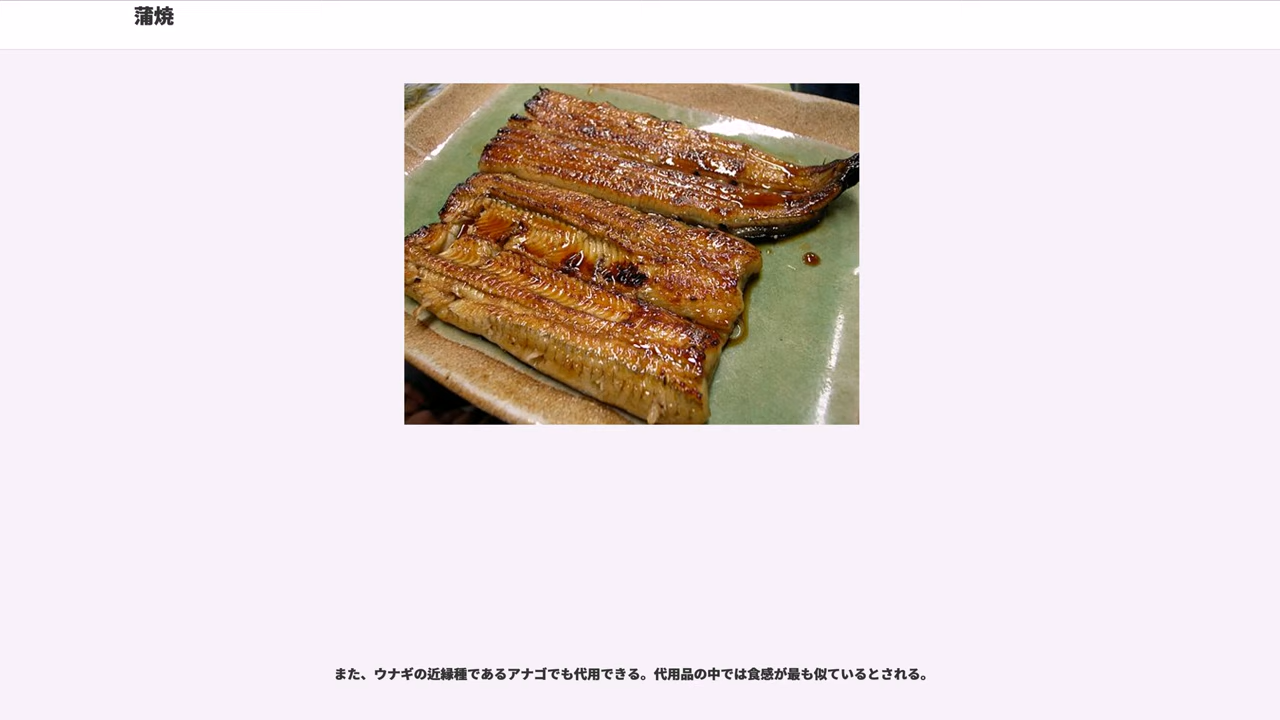 蒲焼
また、ウナギの近縁種であるアナゴでも代用できる。代用品の中では食感が最も似ているとされる。